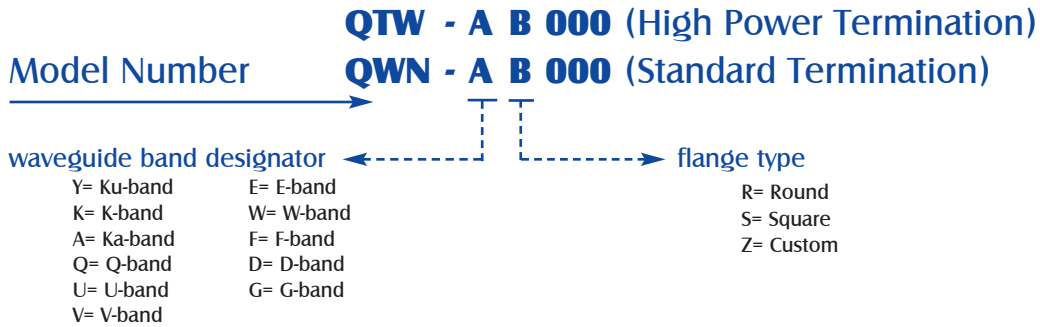 QTW - A B 000 (High Power Termination)
Model Number QWN - A B 000 (Standard Termination)
waveguide band designator flange type
Y= Ku-band E= E-band R= Round
K= K-band W= W-band S= Square
A= Ka-band F= F-band Z= Custom
Q= Q-band D= D-band
U= U-band G= G-band
V= V-band